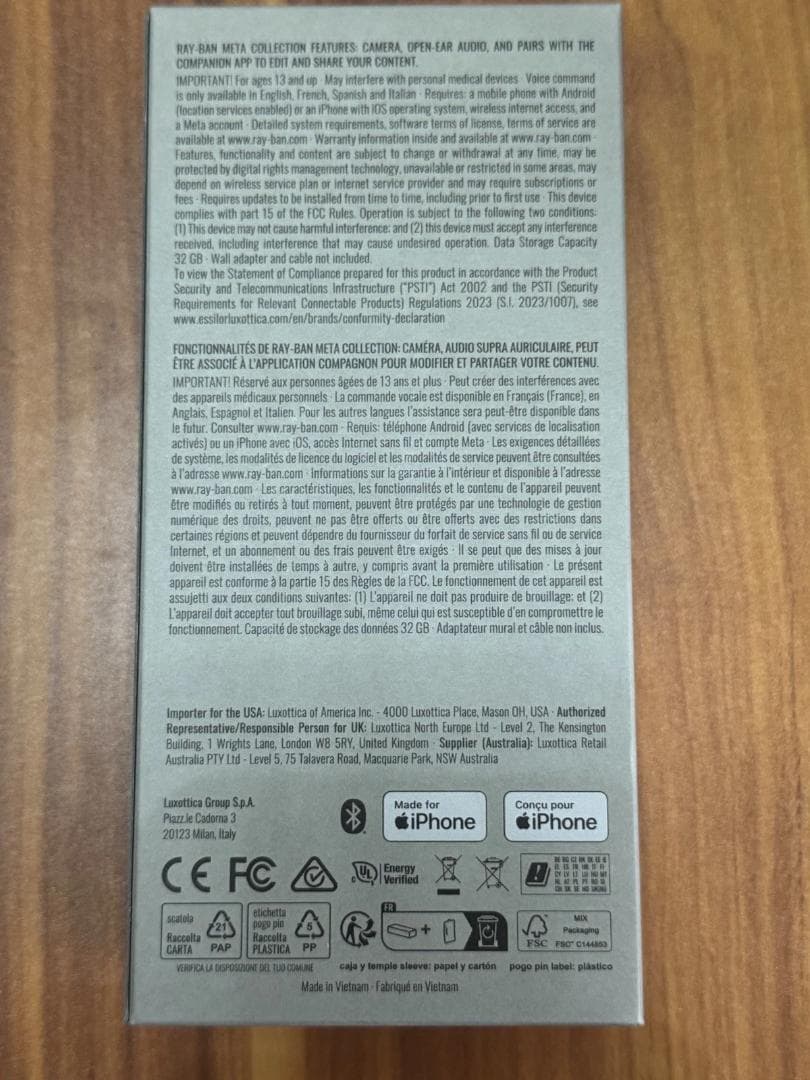 RAY-BAN META COLLECTION FEATURES: CAMERA, OPEN-EAR AUDIO, AND PAIRS WITH THE
COMPANION APP TO EDIT AND SHARE YOUR CONTENT.
IMPORTANT! For ages 13 and up · May interfere with personal medical devices · Voice command
is only available in English, French, Spanish and Italian · Requires: a mobile phone with Android
(location services enabled) or an iPhone with iOS operating system, wireless internet access, and
a Meta account · Detailed system requirements, software terms of license, terms of service are
available at www.ray-ban.com · Warranty information inside and available at www.ray-ban.com ·
Features, functionality and content are subject to change or withdrawal at any time, may be
protected by digital rights management technology, unavailable or restricted in some areas, may
depend on wireless service plan or internet service provider and may require subscriptions or
fees · Requires updates to be installed from time to time, including prior to first use · This device
complies with part 15 of the FCC Rules. Operation is subject to the following two conditions:
(1) This device may not cause harmful interference; and (2) this device must accept any interference
received, including interference that may cause undesired operation. Data Storage Capacity
32 GB · Wall adapter and cable not included.
To view the Statement of Compliance prepared for this product in accordance with the Product
Security and Telecommunications Infrastructure ("PSTI") Act 2002 and the PSTI (Security
Requirements for Relevant Connectable Products) Regulations 2023 (S.I. 2023/1007), see
www.essilorluxottica.com/en/brands/conformity-declaration
FONCTIONNALITÉS DE RAY-BAN META COLLECTION: CAMÉRA, AUDIO SUPRA AURICULAIRE, PEUT
ÊTRE ASSOCIÉ À L'APPLICATION COMPAGNON POUR MODIFIER ET PARTAGER VOTRE CONTENU.
IMPORTANT! Réservé aux personnes âgées de 13 ans et plus · Peut créer des interférences avec
des appareils médicaux personnels · La commande vocale est disponible en Français (France), en
Anglais, Espagnol et Italien. Pour les autres langues l'assistance sera peut-être disponible dans
le futur. Consulter www.ray-ban.com · Requis: téléphone Android (avec services de localisation
activés) ou un iPhone avec iOS, accès Internet sans fil et compte Meta · Les exigences détaillées
de système, les modalités de licence du logiciel et les modalités de service peuvent être consultées
à l'adresse www.ray-ban.com · Informations sur la garantie à l'intérieur et disponible à l'adresse
www.ray-ban.com · Les caractéristiques, les fonctionnalités et le contenu de l'appareil peuvent
être modifiés ou retirés à tout moment, peuvent être protégés par une technologie de gestion
numérique des droits, peuvent ne pas être offerts ou être offerts avec des restrictions dans
certaines régions et peuvent dépendre du fournisseur du forfait de service sans fil ou de service
Internet, et un abonnement ou des frais peuvent être exigés · Il se peut que des mises à jour
doivent être installées de temps à autre, y compris avant la première utilisation · Le présent
appareil est conforme à la partie 15 des Règles de la FCC. Le fonctionnement de cet appareil est
assujetti aux deux conditions suivantes: (1) L'appareil ne doit pas produire de brouillage; et (2)
L'appareil doit accepter tout brouillage subi, même celui qui est susceptible d'en compromettre le
fonctionnement. Capacité de stockage des données 32 GB · Adaptateur mural et câble non inclus.
Importer for the USA: Luxottica of America Inc. - 4000 Luxottica Place, Mason OH, USA · Authorized
Representative/Responsible Person for UK: Luxottica North Europe Ltd - Level 2, The Kensington
Building, 1 Wrights Lane, London W8 5RY, United Kingdom · Supplier (Australia): Luxottica Retail
Australia PTY Ltd - Level 5, 75 Talavera Road, Macquarie Park, NSW Australia
Luxottica Group S.p.A.
Piazz.le Cadorna 3
20123 Milan, Italy
Made for
iPhone
Conçu pour
iPhone
CE FC
UL Energy
Verified
scatola
Raccolta
CARTA
21
PAP
etichetta
pogo pin
Raccolta
PLASTICA
5
PP
FR
+
FSC
MIX
Packaging
FSC® C144853
VERIFICA LA DISPOSIZIONE DEL TUO COMUNE
caja y temple sleeve: papel y cartón
pogo pin label: plástico
Made in Vietnam · Fabriqué en Vietnam